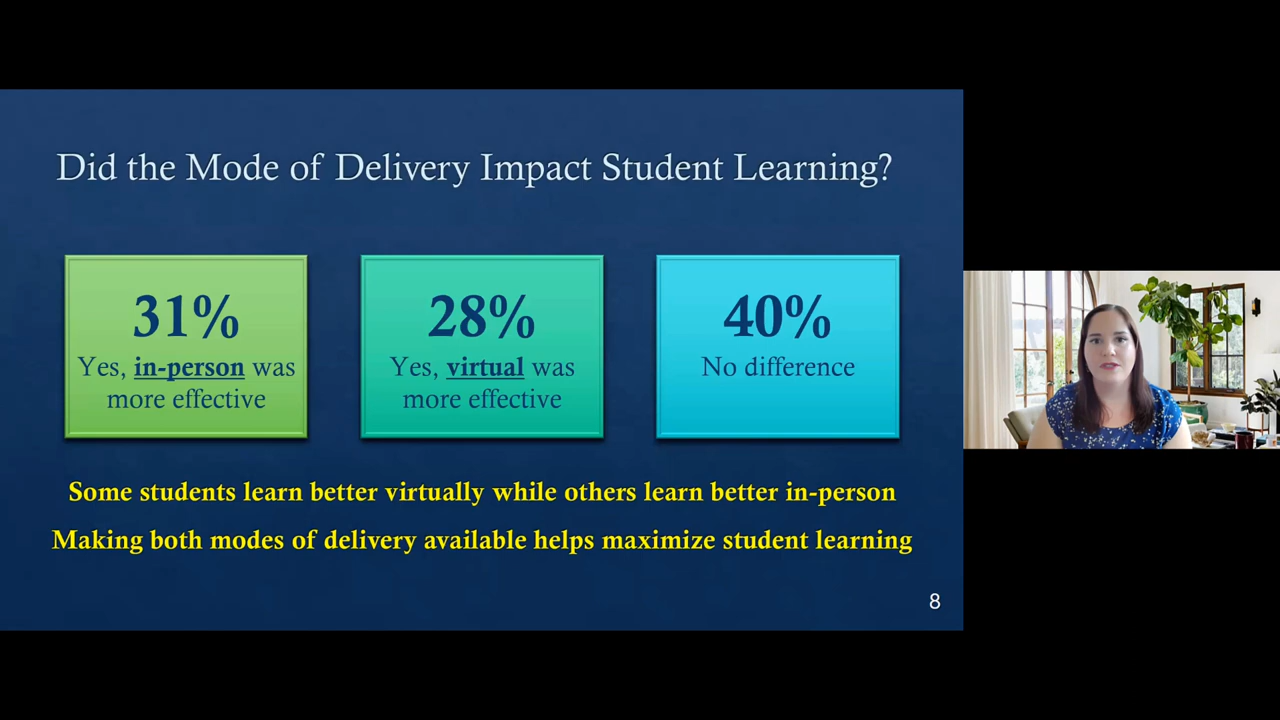 Did the Mode of Delivery Impact Student Learning?
31%
Yes, in-person was
more effective
28%
Yes, virtual was
more effective
40%
No difference
Some students learn better virtually while others learn better in-person
Making both modes of delivery available helps maximize student learning
8